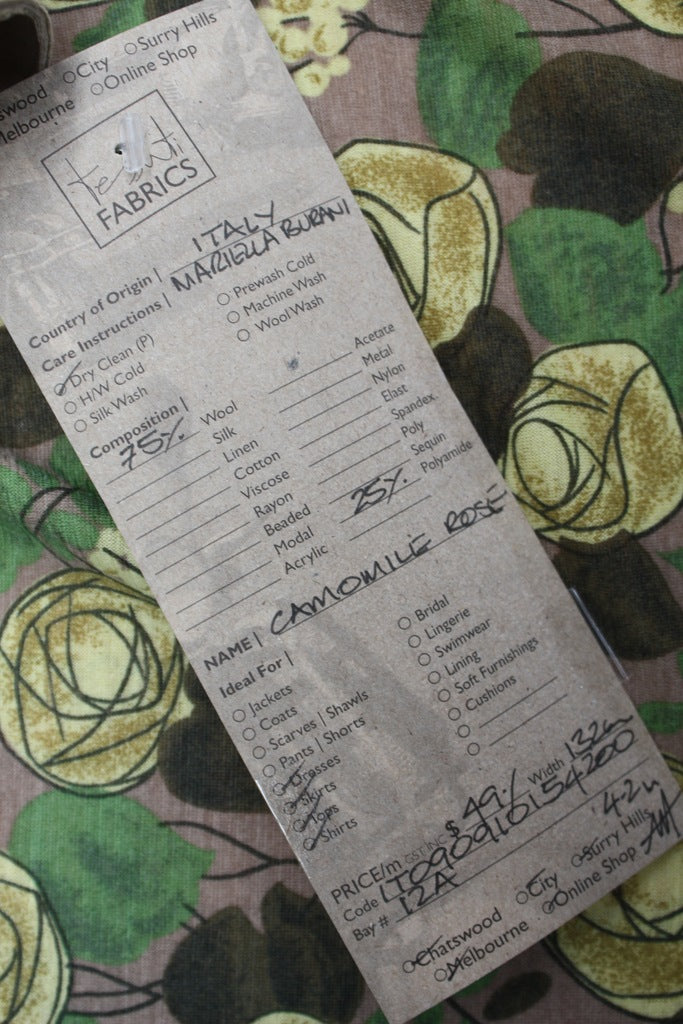 City Surry Hills
Online Shop
Melbourne
FABRICS
Country of Origin | ITALY
Care Instructions | MARIELLA BURANI
Dry Clean (P)
H/W Cold
Silk Wash
Prewash Cold
Machine Wash
Wool Wash
Composition |
75% Wool
Silk
Linen
Cotton
Viscose
Rayon
Beaded
Modal
Acrylic
Acetate
Metal
Nylon
Elast
Spandex
Poly
Sequin
25% Polyamide
NAME | CAMOMILE ROSE
Ideal For |
Jackets
Coats
Scarves | Shawls
Pants | Shorts
Dresses
Skirts
Tops
Shirts
Bridal
Lingerie
Swimwear
Lining
Soft Furnishings
Cushions
PRICE/m GST INC $ 49 Width 132cm
Code LT090910154200
Bay # 12A 4.2m
Chatswood City Surry Hills
Melbourne Online Shop